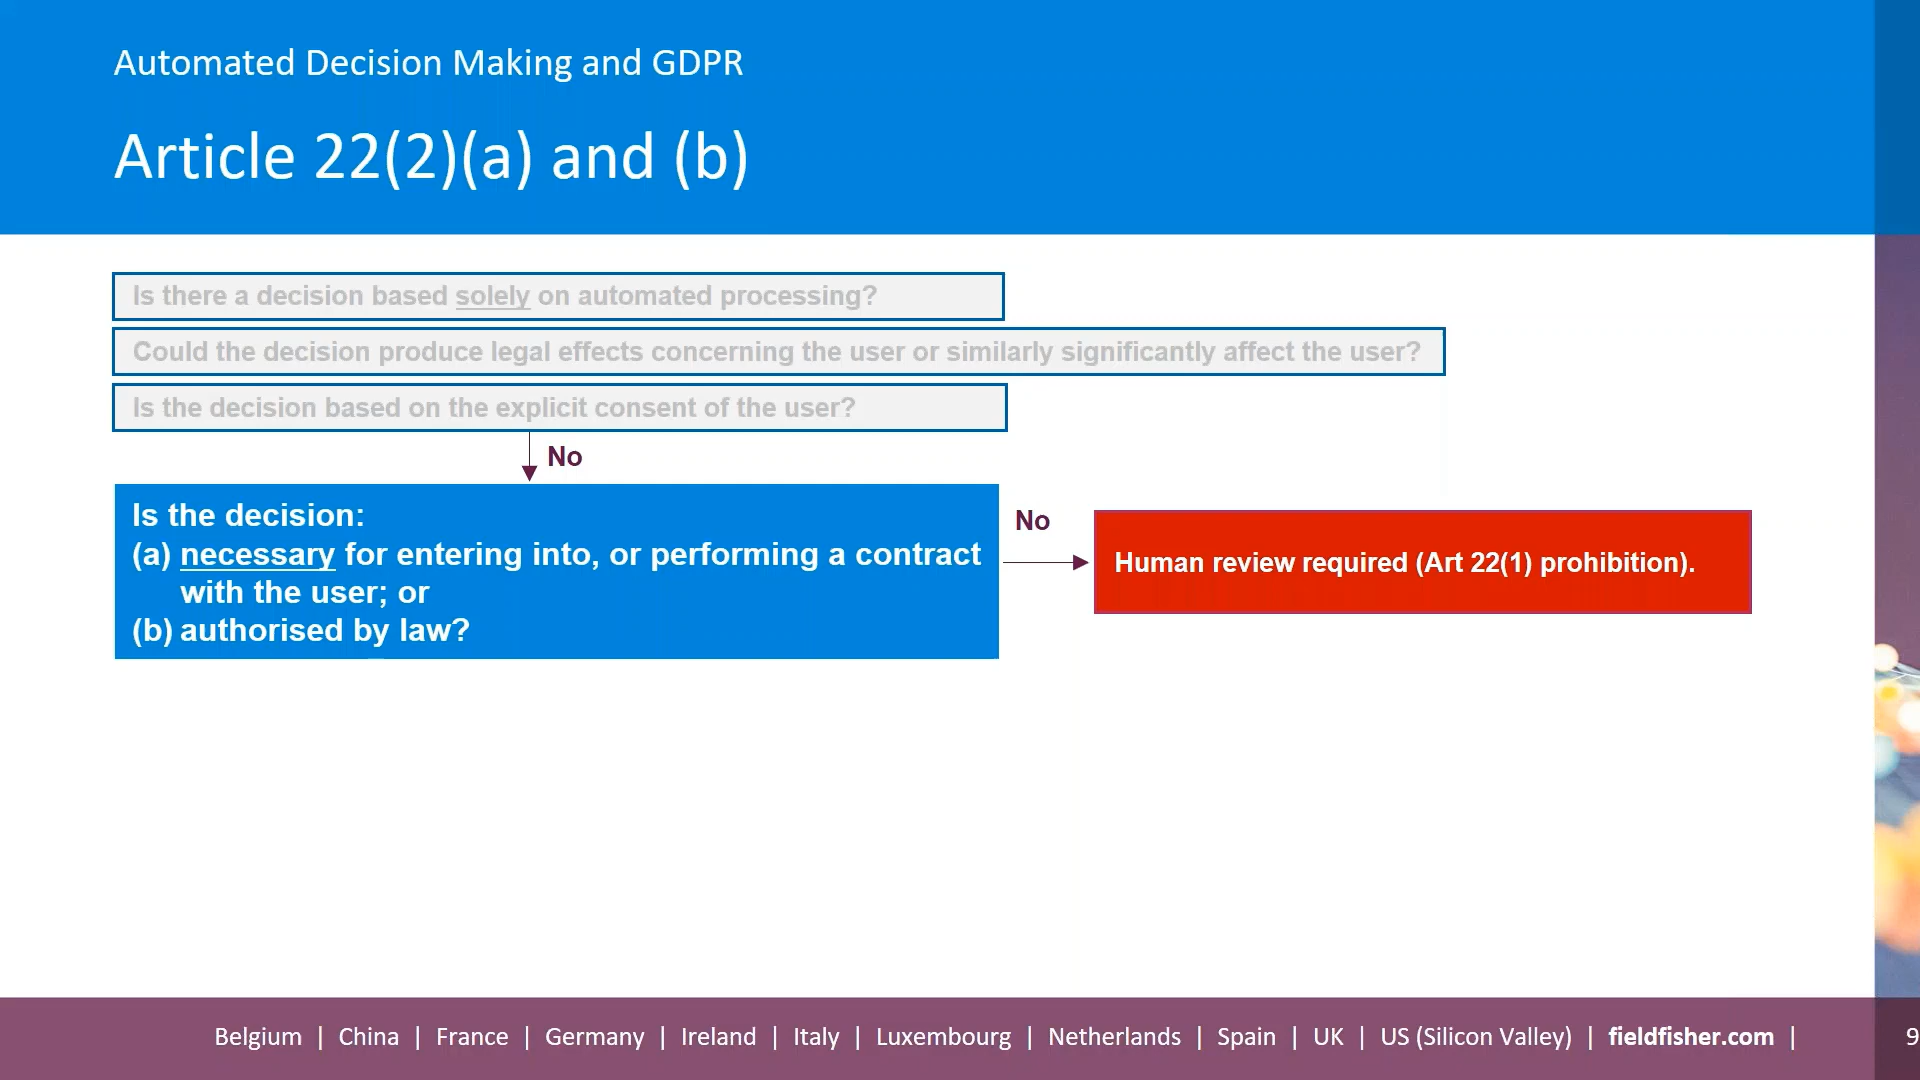 Automated Decision Making and GDPR
Article 22(2)(a) and (b)
Is there a decision based solely on automated processing?
Could the decision produce legal effects concerning the user or similarly significantly affect the user?
Is the decision based on the explicit consent of the user?
No
Is the decision:
(a) necessary for entering into, or performing a contract
with the user; or
(b) authorised by law?
No
Human review required (Art 22(1) prohibition).
Belgium | China | France | Germany | Ireland | Italy | Luxembourg | Netherlands | Spain | UK | US (Silicon Valley) | fieldfisher.com | 9